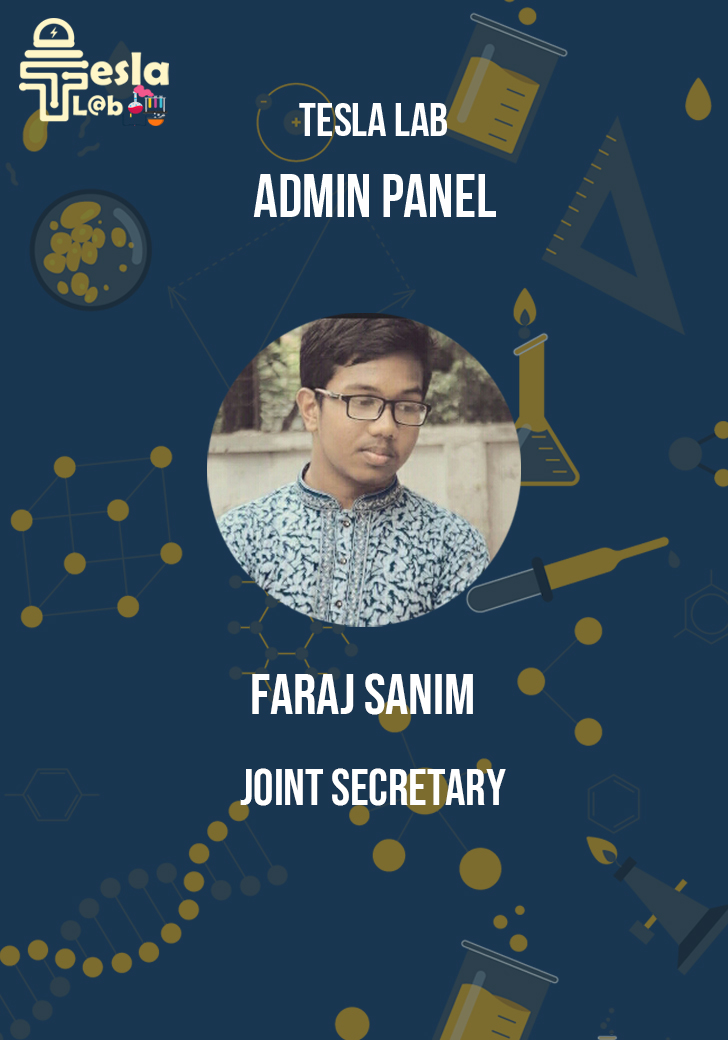 Tesla
L@b
TESLA LAB
ADMIN PANEL
FARAJ SANIM
JOINT SECRETARY